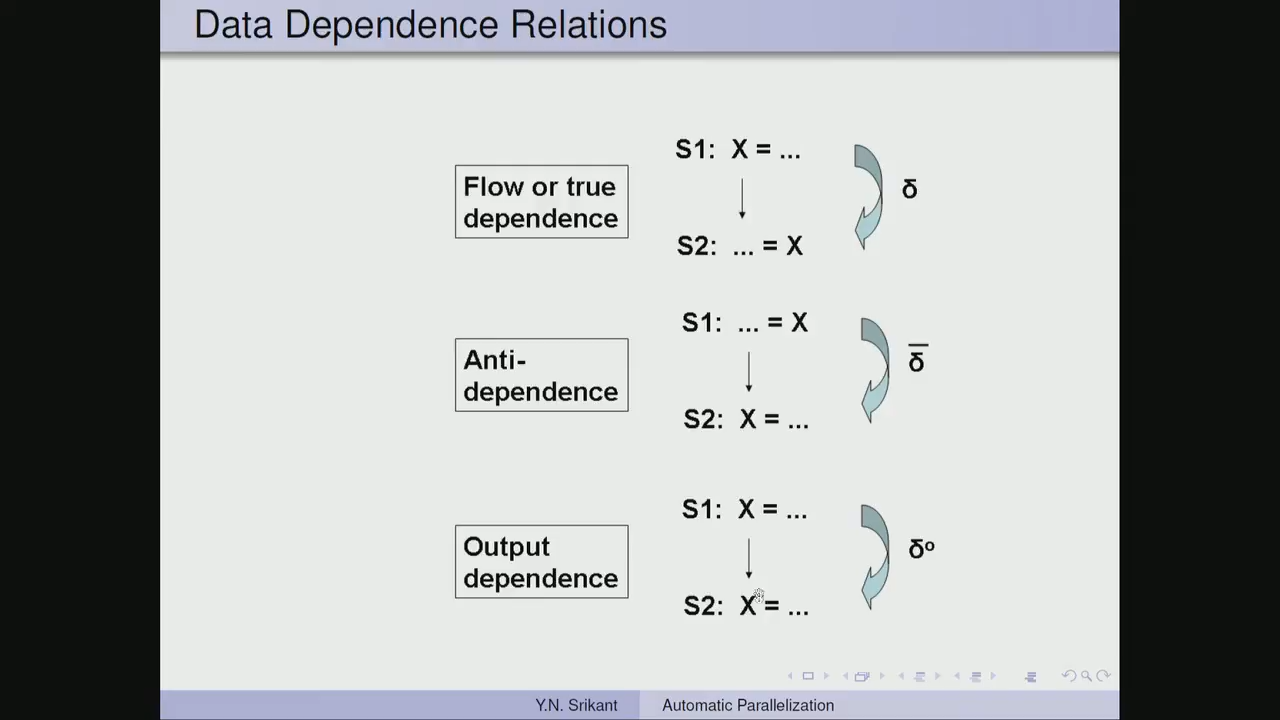 Data Dependence Relations
Flow or true
dependence
S1: X = ...
S2: ... = X
δ
Anti-
dependence
S1: ... = X
S2: X = ...
δ̅
Output
dependence
S1: X = ...
S2: X = ...
δᵒ
Y.N. Srikant
Automatic Parallelization